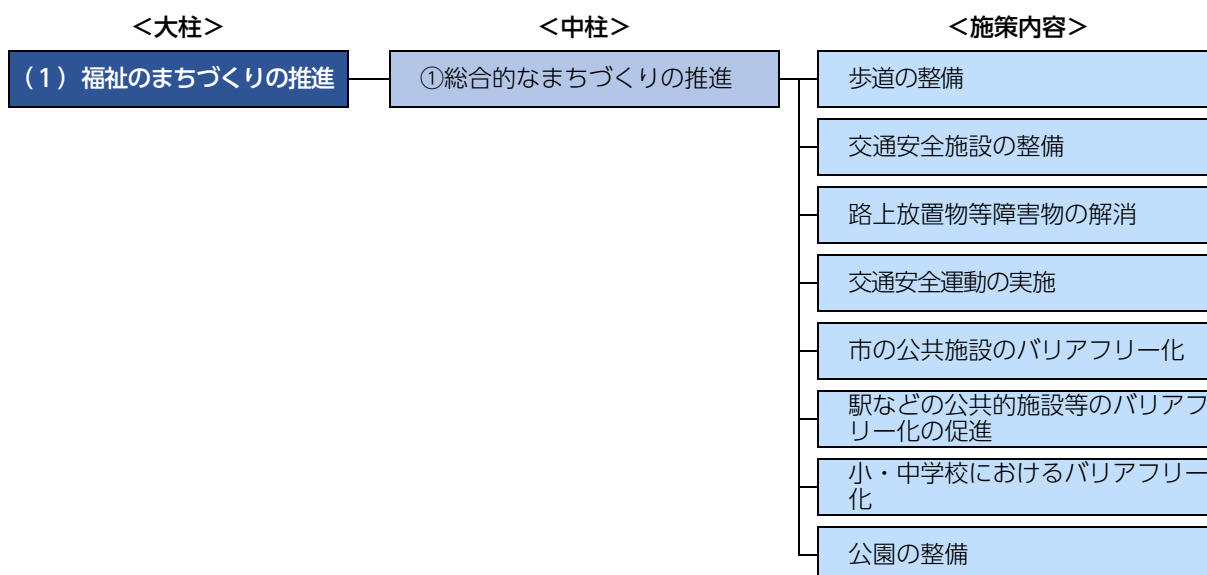 <大柱>
<中柱>
<施策内容>
(1)福祉のまちづくりの推進
①総合的なまちづくりの推進
歩道の整備
交通安全施設の整備
路上放置物等障害物の解消
交通安全運動の実施
市の公共施設のバリアフリー化
駅などの公共的施設等のバリアフ
リー化の促進
小・中学校におけるバリアフリー
化
公園の整備